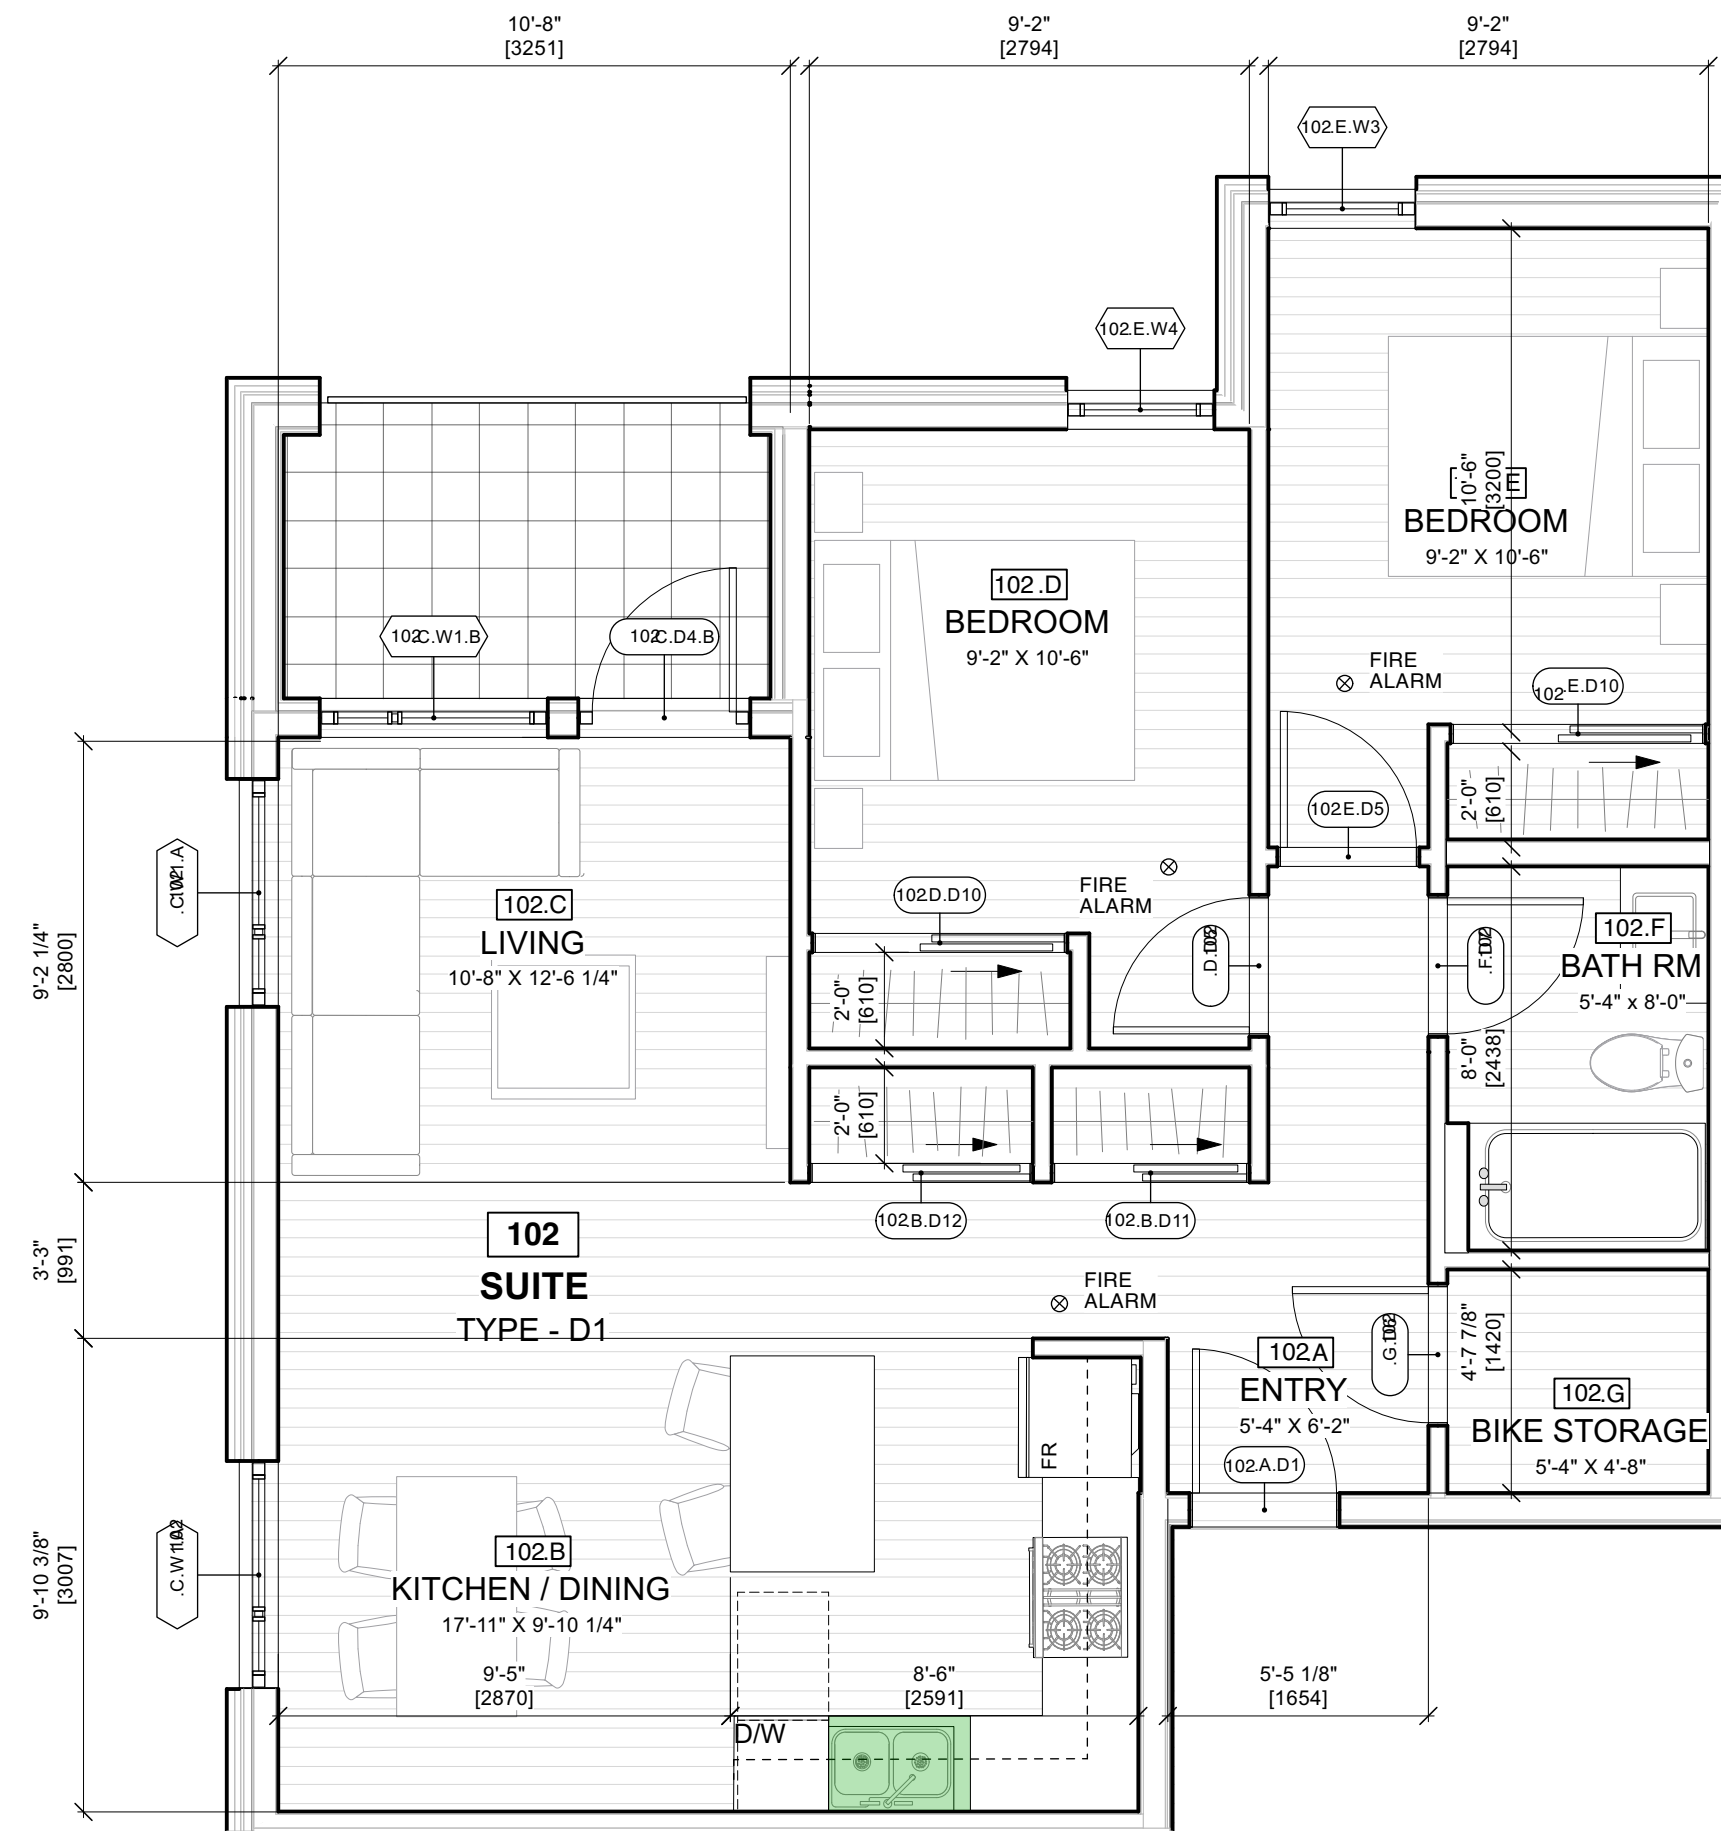 10'-8"
[3251]
9'-2"
[2794]
9'-2"
[2794]
102.E.W3
102.E.W4
10'-6"
[3200]
E
BEDROOM
9'-2" X 10'-6"
102.D
BEDROOM
9'-2" X 10'-6"
102.C.W1.B
102.C.D4.B
FIRE
ALARM
102.E.D10
2'-0"
[610]
102.E.D5
FIRE
ALARM
102.D.D10
102.C
LIVING
10'-8" X 12'-6 1/4"
9'-2 1/4"
[2800]
102.F
BATH RM
5'-4" x 8'-0"
2'-0"
[610]
8'-0"
[2438]
2'-0"
[610]
102.B.D12
102.B.D11
102
SUITE
TYPE - D1
3'-3"
[991]
FIRE
ALARM
102.A
ENTRY
5'-4" X 6'-2"
4'-7 7/8"
[1420]
102.G
BIKE STORAGE
5'-4" X 4'-8"
102.A.D1
FR
102.B
KITCHEN / DINING
17'-11" X 9'-10 1/4"
9'-10 3/8"
[3007]
9'-5"
[2870]
8'-6"
[2591]
5'-5 1/8"
[1654]
D/W